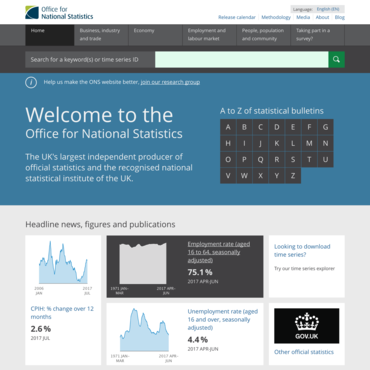 Office for
National Statistics
Language: English (EN)
Release calendar Methodology Media About Blog
Home
Business, industry
and trade
Economy
Employment and
labour market
People, population
and community
Taking part in a
survey?
Search for a keyword(s) or time series ID
Help us make the ONS website better, join our research group
Welcome to the
Office for National Statistics
The UK's largest independent producer of
official statistics and the recognised national
statistical institute of the UK.
A to Z of statistical bulletins
A B C D E F G
H I J K L M N
O P Q R S T U
V W X Y Z
Headline news, figures and publications
2006
JAN
2017
JUL
CPIH: % change over 12
months
2.6 %
2017 JUL
1971 JAN-
MAR
2017 APR-
JUN
Employment rate (aged
16 to 64, seasonally
adjusted)
75.1 %
2017 APR-JUN
1971 JAN-
MAR
2017 APR-
JUN
Unemployment rate (aged
16 and over, seasonally
adjusted)
4.4 %
2017 APR-JUN
Looking to download
time series?
Try our time series explorer
GOV.UK
Other official statistics